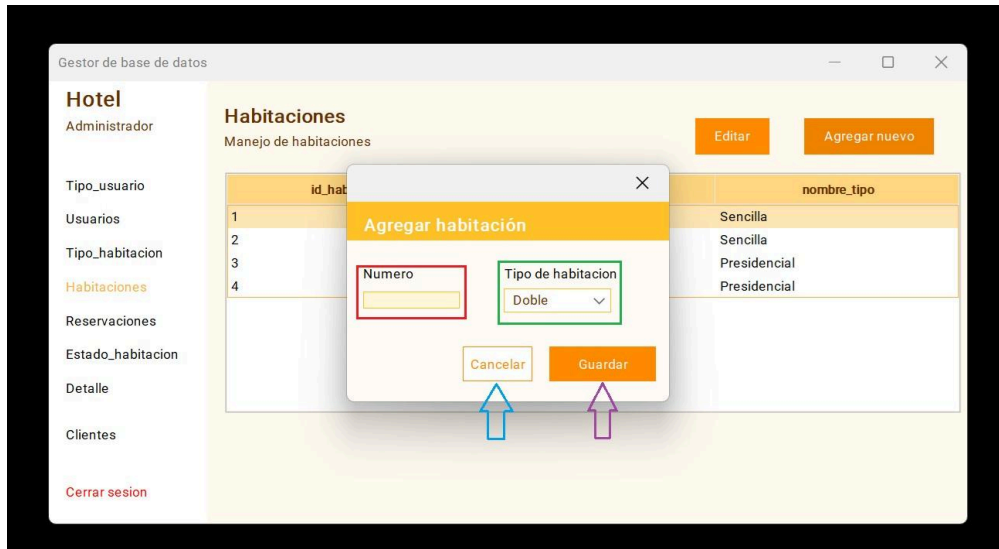 Gestor de base de datos
Hotel
Administrador
Tipo_usuario
Usuarios
Tipo_habitacion
Habitaciones
Reservaciones
Estado_habitacion
Detalle
Clientes
Cerrar sesion
Habitaciones
Manejo de habitaciones
Editar
Agregar nuevo
id_hab
nombre_tipo
1 Sencilla
2 Sencilla
3 Presidencial
4 Presidencial
Agregar habitación
Numero
Tipo de habitacion
Doble
Cancelar
Guardar